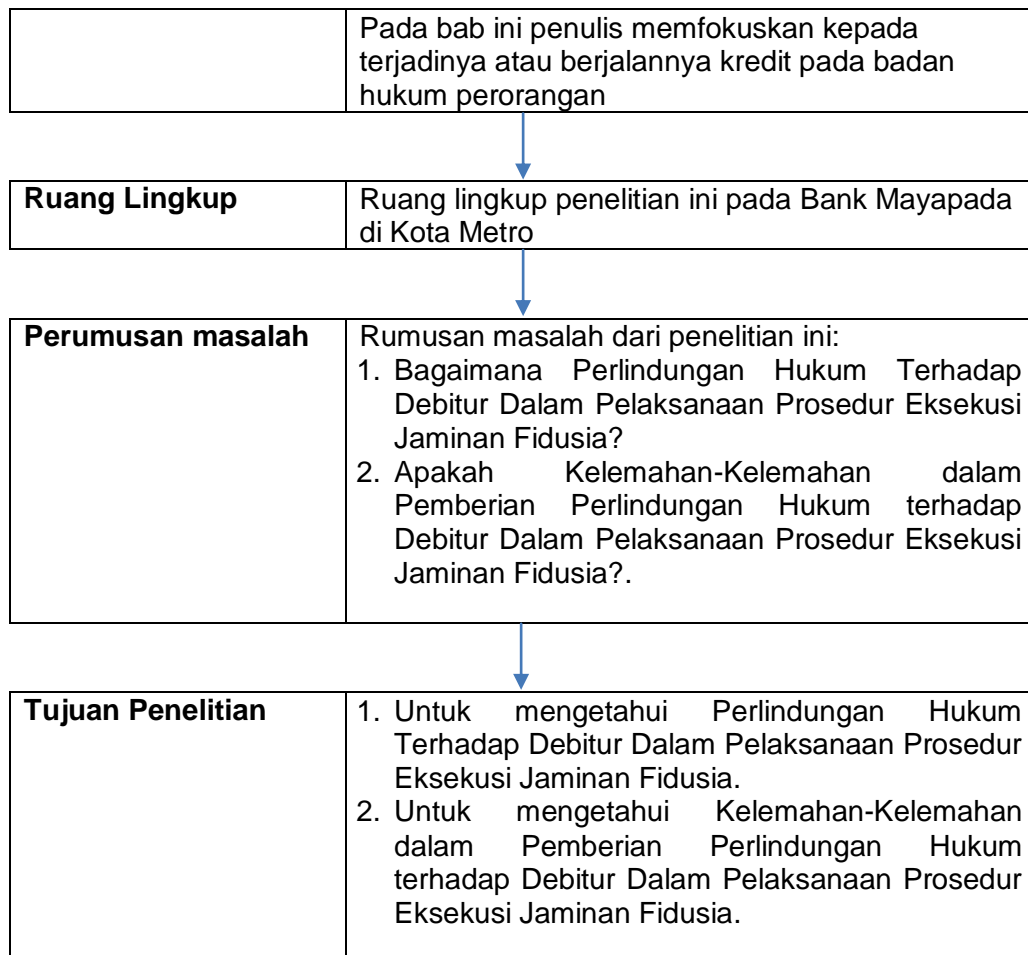 Pada bab ini penulis memfokuskan kepada
terjadinya atau berjalannya kredit pada badan
hukum perorangan
Ruang Lingkup
Ruang lingkup penelitian ini pada Bank Mayapada
di Kota Metro
Perumusan masalah
Rumusan masalah dari penelitian ini:
1. Bagaimana Perlindungan Hukum Terhadap
Debitur Dalam Pelaksanaan Prosedur Eksekusi
Jaminan Fidusia?
2. Apakah Kelemahan-Kelemahan dalam
Pemberian Perlindungan Hukum terhadap
Debitur Dalam Pelaksanaan Prosedur Eksekusi
Jaminan Fidusia?.
Tujuan Penelitian
1. Untuk mengetahui Perlindungan Hukum
Terhadap Debitur Dalam Pelaksanaan Prosedur
Eksekusi Jaminan Fidusia.
2. Untuk mengetahui Kelemahan-Kelemahan
dalam Pemberian Perlindungan Hukum
terhadap Debitur Dalam Pelaksanaan Prosedur
Eksekusi Jaminan Fidusia.